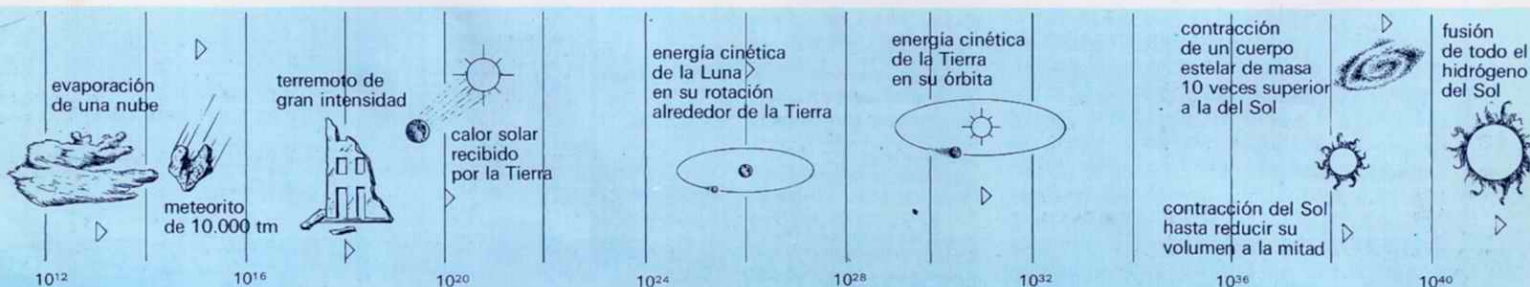 evaporación
de una nube
meteorito
de 10.000 tm
terremoto de
gran intensidad
calor solar
recibido
por la Tierra
energía cinética
de la Luna
en su rotación
alrededor de la Tierra
energía cinética
de la Tierra
en su órbita
contracción
de un cuerpo
estelar de masa
10 veces superior
a la del Sol
contracción del Sol
hasta reducir su
volumen a la mitad
fusión
de todo el
hidrógeno
del Sol
10¹² 10¹⁶ 10²⁰ 10²⁴ 10²⁸ 10³² 10³⁶ 10⁴⁰